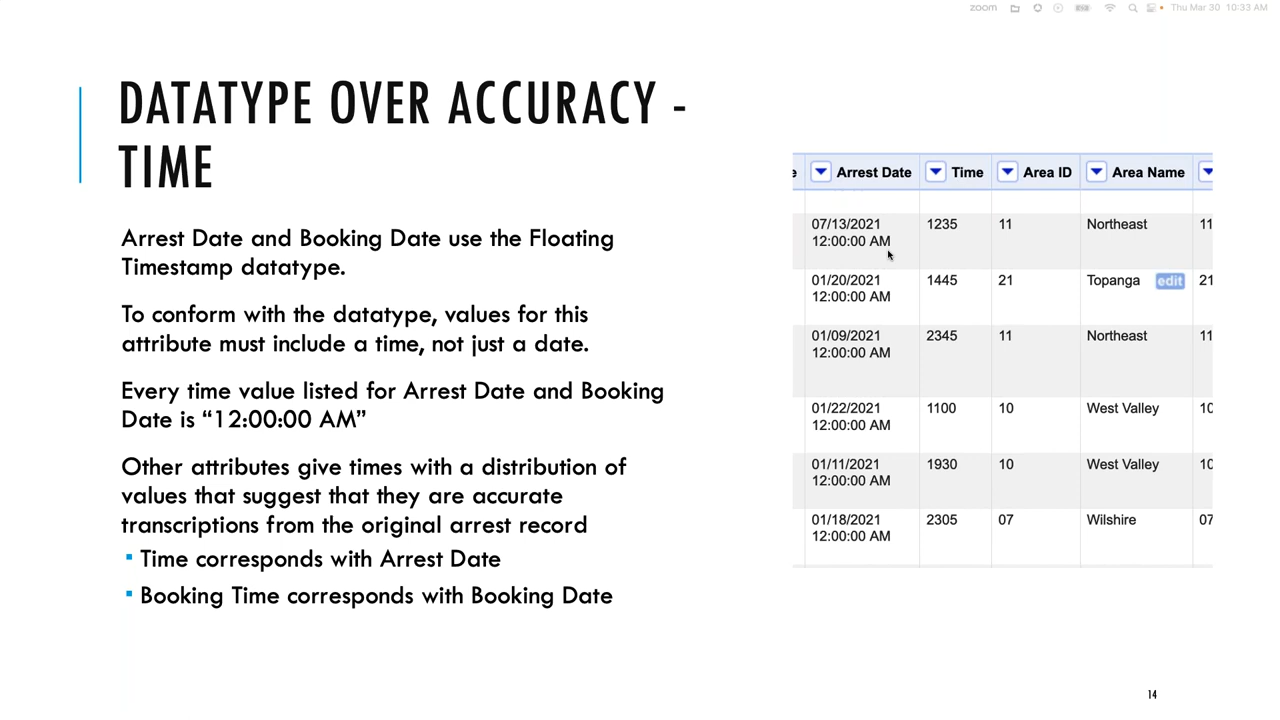 zoom Thu Mar 30 10:33 AM
DATATYPE OVER ACCURACY -
TIME
Arrest Date and Booking Date use the Floating
Timestamp datatype.
To conform with the datatype, values for this
attribute must include a time, not just a date.
Every time value listed for Arrest Date and Booking
Date is “12:00:00 AM”
Other attributes give times with a distribution of
values that suggest that they are accurate
transcriptions from the original arrest record
▪ Time corresponds with Arrest Date
▪ Booking Time corresponds with Booking Date
e Arrest Date Time Area ID Area Name
07/13/2021 1235 11 Northeast 11
12:00:00 AM
01/20/2021 1445 21 Topanga edit 21
12:00:00 AM
01/09/2021 2345 11 Northeast 11
12:00:00 AM
01/22/2021 1100 10 West Valley 10
12:00:00 AM
01/11/2021 1930 10 West Valley 10
12:00:00 AM
01/18/2021 2305 07 Wilshire 07
12:00:00 AM
14